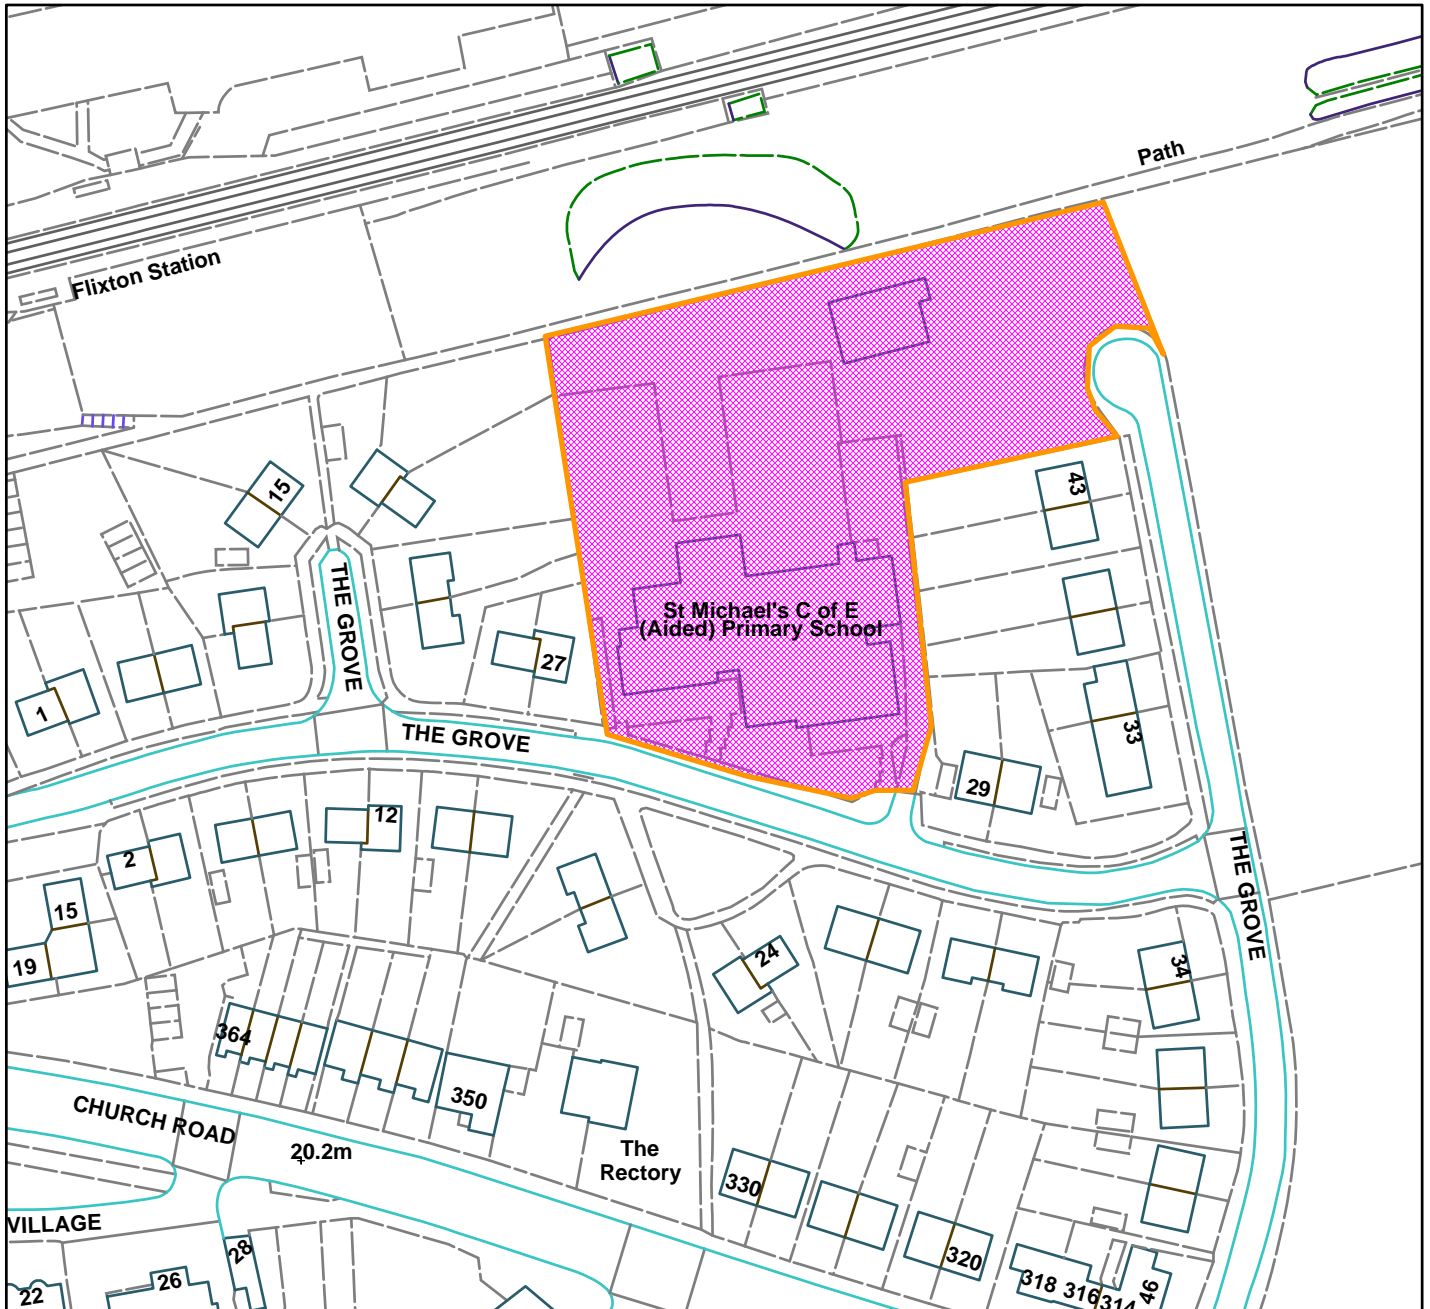 Path
Flixton Station
15
43
THE GROVE
St Michael's C of E
(Aided) Primary School
27
1
33
THE GROVE
29
12
2
THE GROVE
15
19
24
34
364
350
CHURCH ROAD
20.2m
The
Rectory
330
VILLAGE
28
320
26
22
318
316
314
46